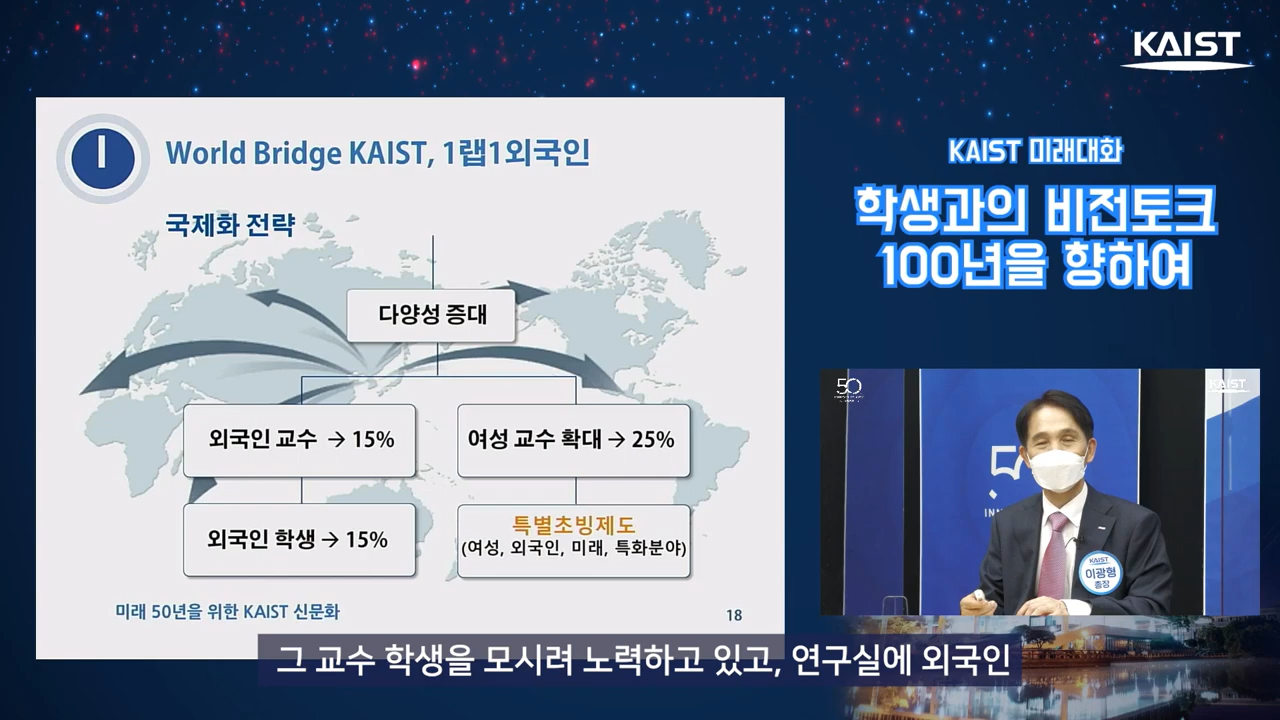 KAIST
World Bridge KAIST, 1랩1외국인
국제화 전략
다양성 증대
외국인 교수 → 15%
여성 교수 확대 → 25%
외국인 학생 → 15%
특별초빙제도
(여성, 외국인, 미래, 특화분야)
미래 50년을 위한 KAIST 신문화
18
KAIST 미래대화
학생과의 비전토크
100년을 향하여
50
KAIST
KAIST
이광형
총장
그 교수 학생을 모시려 노력하고 있고, 연구실에 외국인